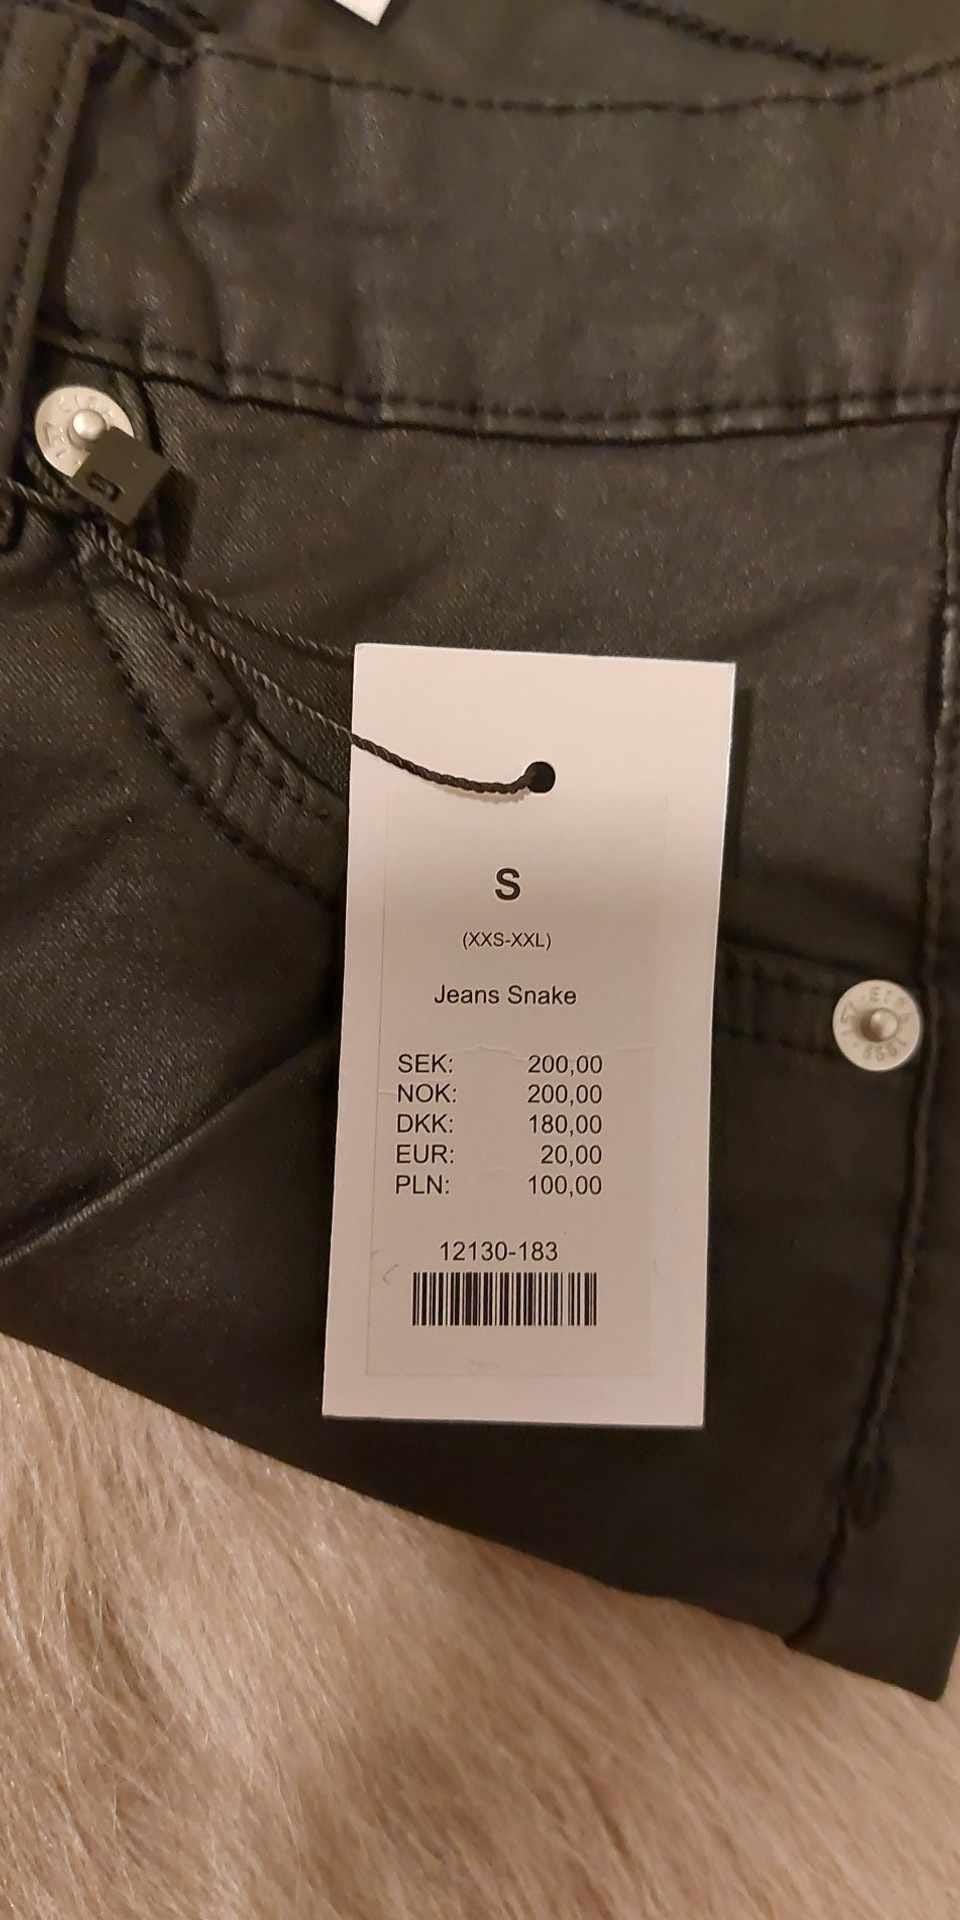 S
(XXS-XXL)
Jeans Snake
SEK: 200,00
NOK: 200,00
DKK: 180,00
EUR: 20,00
PLN: 100,00
12130-183